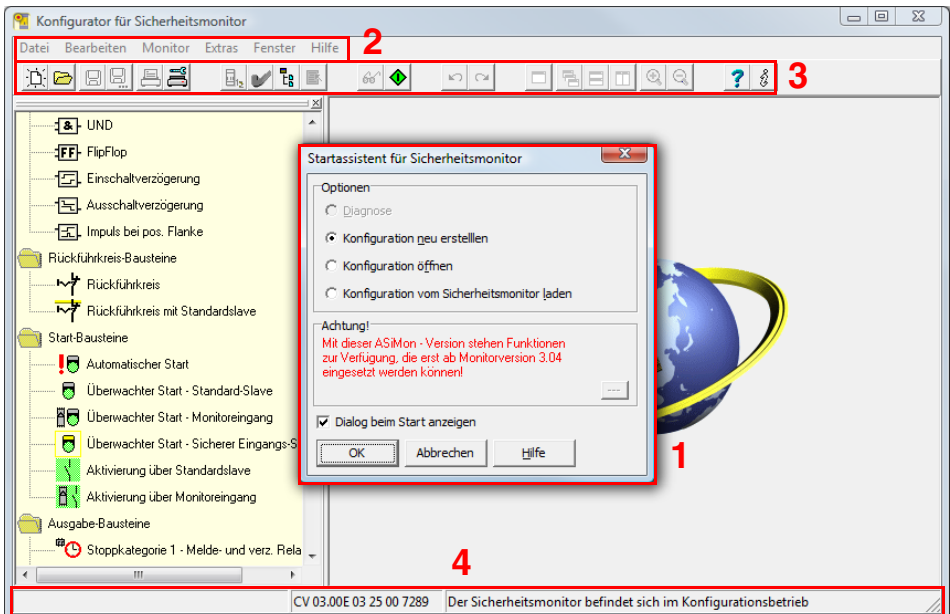 Konfigurator für Sicherheitsmonitor
Datei Bearbeiten Monitor Extras Fenster Hilfe
2
3
& UND
FF FlipFlop
Einschaltverzögerung
Ausschaltverzögerung
Impuls bei pos. Flanke
Rückführkreis-Bausteine
Rückführkreis
Rückführkreis mit Standardslave
Start-Bausteine
Automatischer Start
Überwachter Start - Standard-Slave
Überwachter Start - Monitoreingang
Überwachter Start - Sicherer Eingangs-S
Aktivierung über Standardslave
Aktivierung über Monitoreingang
Ausgabe-Bausteine
Stoppkategorie 1 - Melde- und verz. Rela
Startassistent für Sicherheitsmonitor
Optionen
Diagnose
Konfiguration neu erstelllen
Konfiguration öffnen
Konfiguration vom Sicherheitsmonitor laden
Achtung!
Mit dieser ASiMon - Version stehen Funktionen
zur Verfügung, die erst ab Monitorversion 3.04
eingesetzt werden können!
...
Dialog beim Start anzeigen
OK Abbrechen Hilfe
1
4
CV 03.00E 03 25 00 7289 Der Sicherheitsmonitor befindet sich im Konfigurationsbetrieb